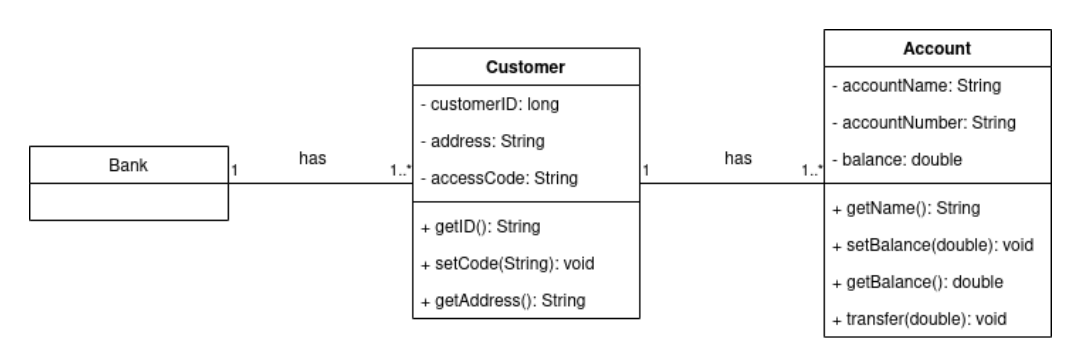 Bank
1
has
1..*
Customer
- customerID: long
- address: String
- accessCode: String
+ getID(): String
+ setCode(String): void
+ getAddress(): String
1
has
1..*
Account
- accountName: String
- accountNumber: String
- balance: double
+ getName(): String
+ setBalance(double): void
+ getBalance(): double
+ transfer(double): void